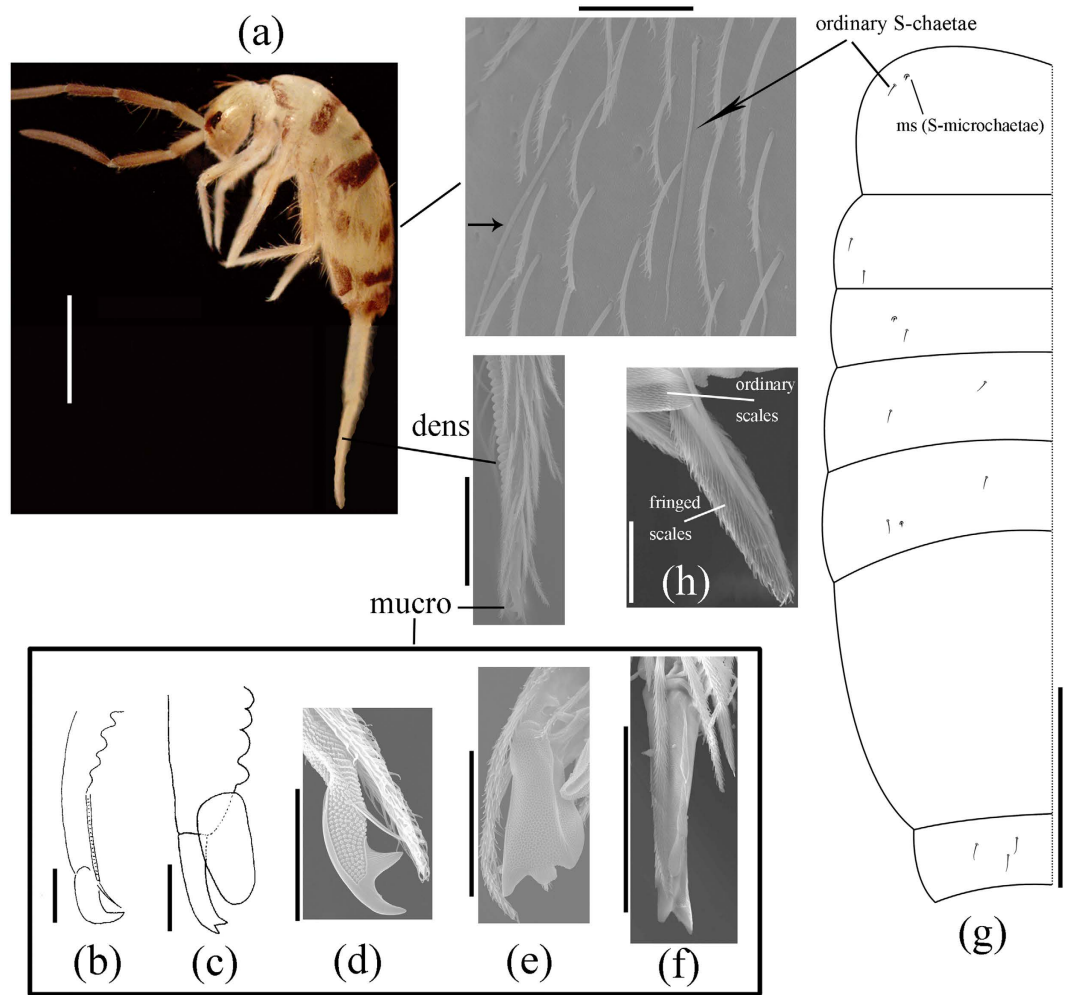 (a)
ordinary S-chaetae
ms (S-microchaetae)
dens
ordinary
scales
fringed
scales
(h)
mucro
(b)
(c)
(d)
(e)
(f)
(g)